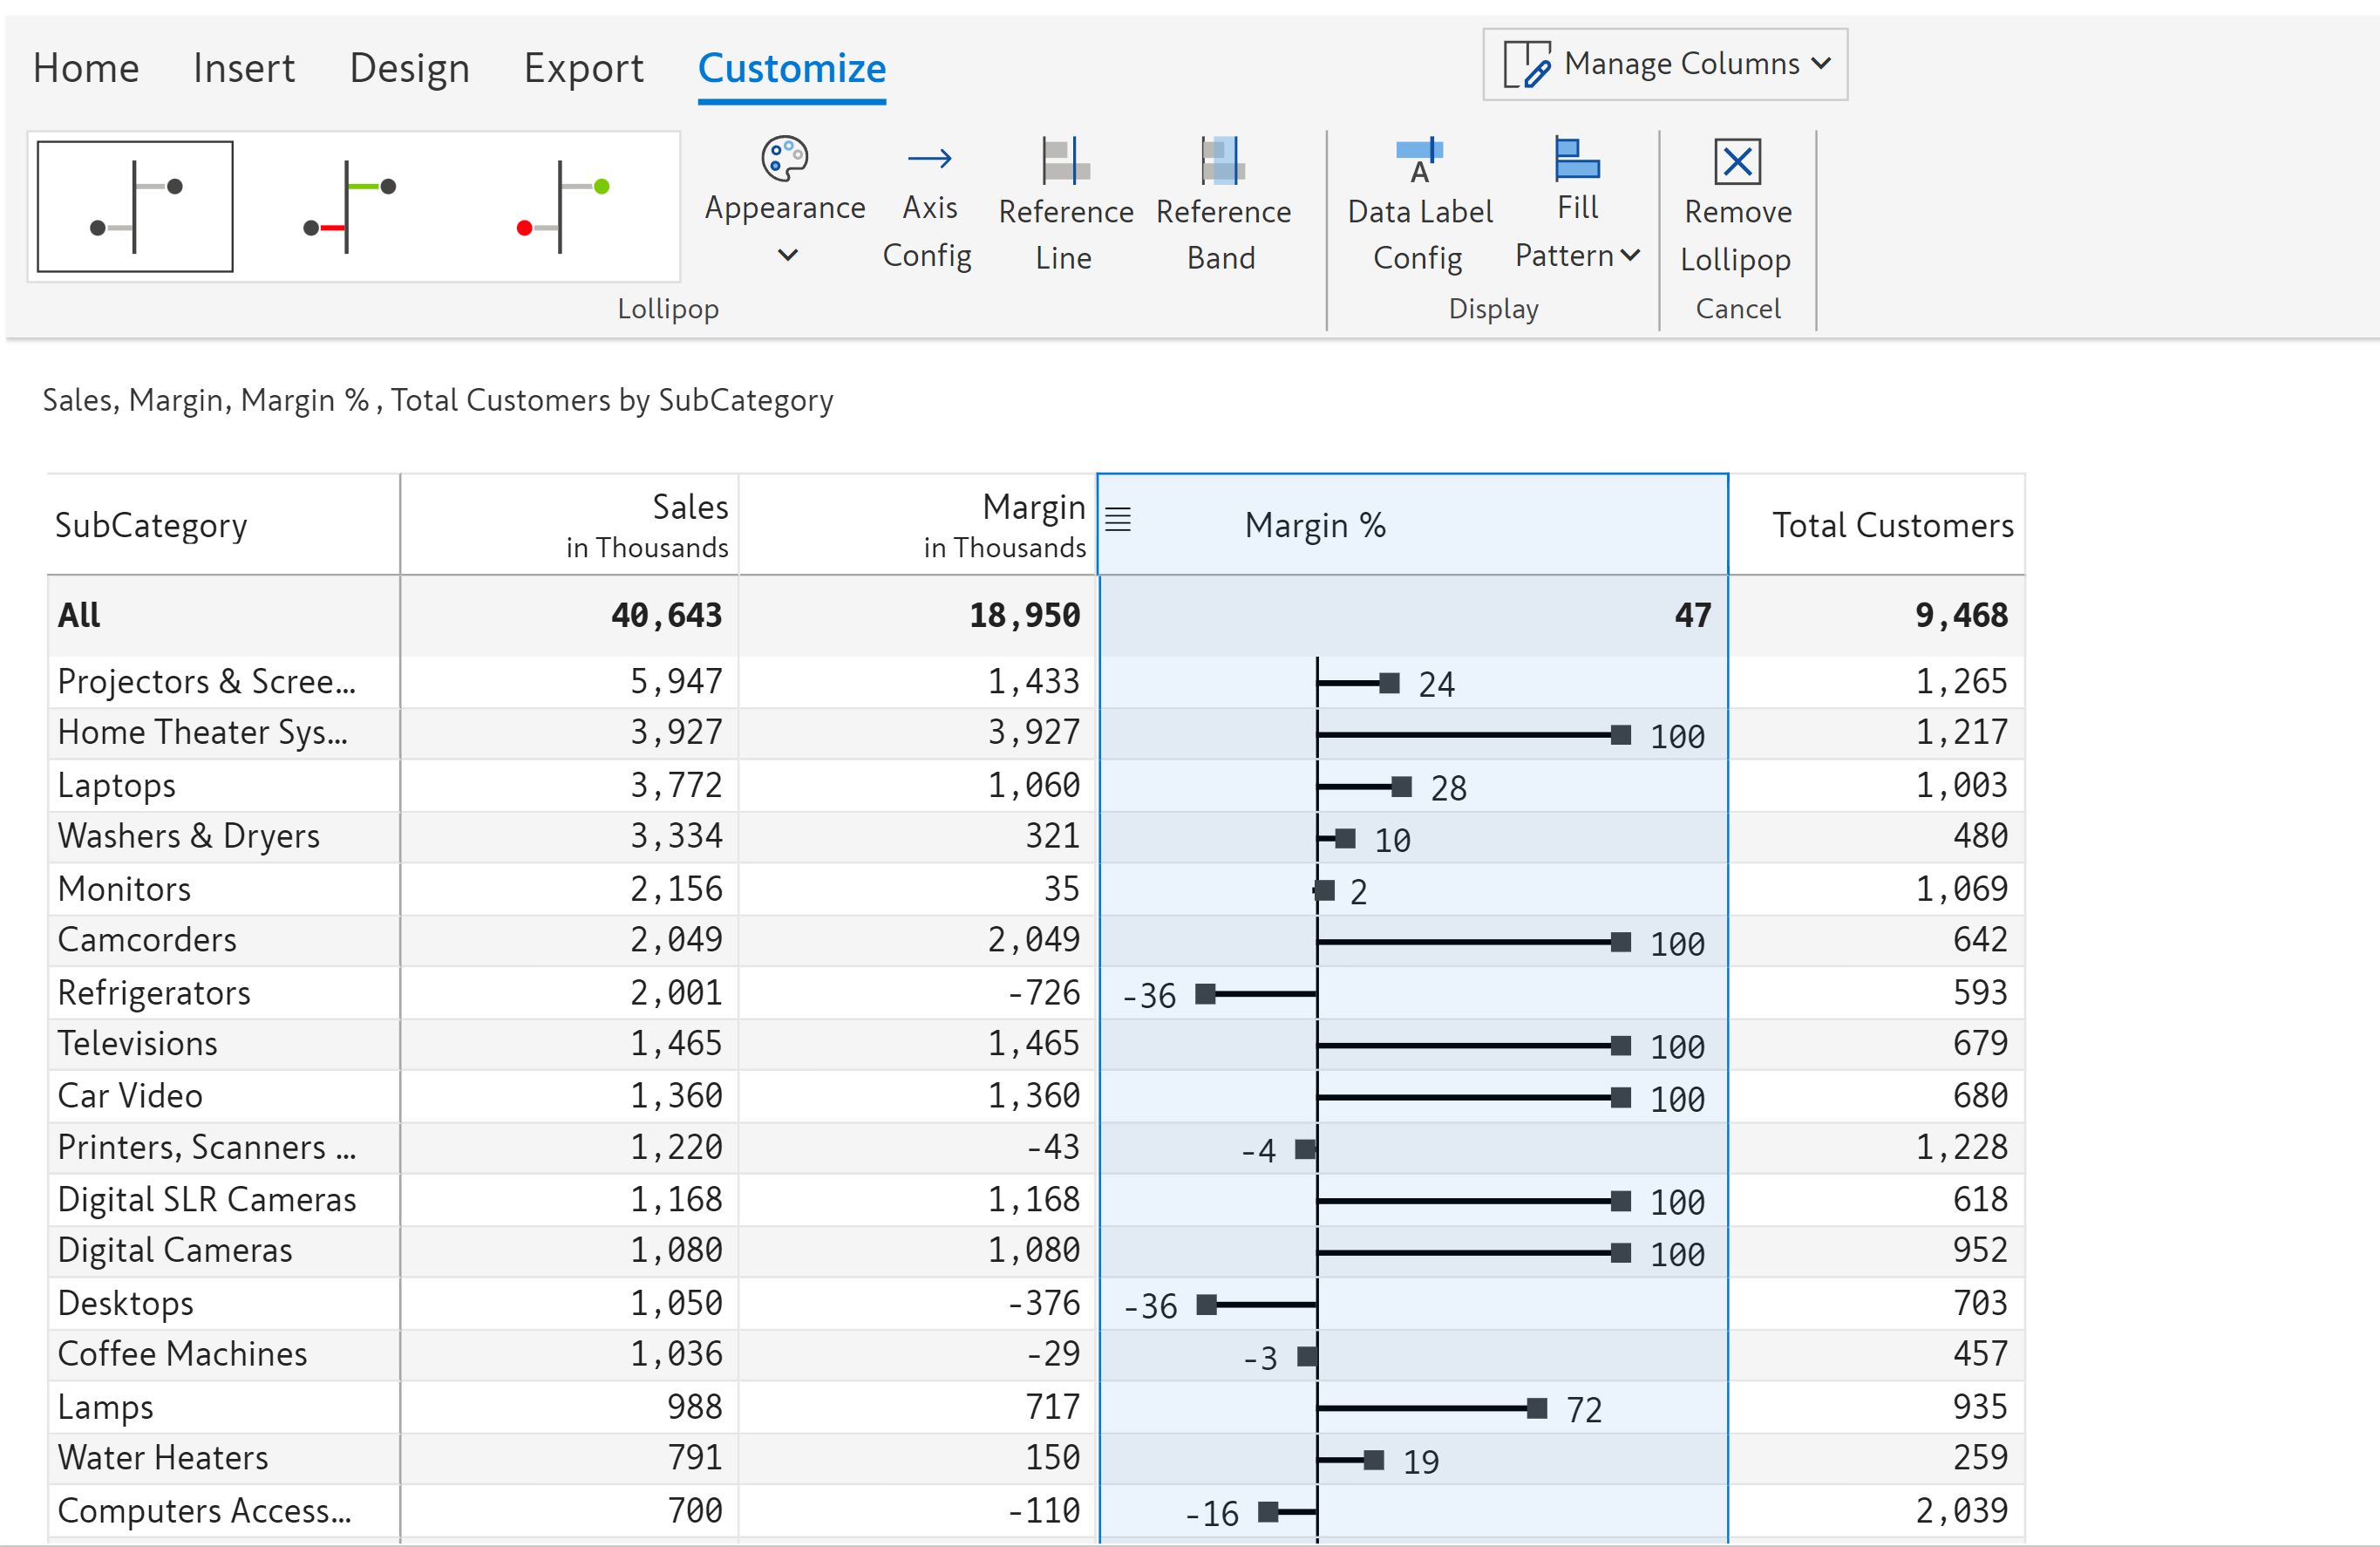 Home Insert Design Export Customize Manage Columns
Appearance Axis Config Reference Line Reference Band Data Label Config Fill Pattern Remove Lollipop
Lollipop Display Cancel
Sales, Margin, Margin % , Total Customers by SubCategory
SubCategory Sales in Thousands Margin in Thousands Margin % Total Customers
All 40,643 18,950 47 9,468
Projectors & Scree... 5,947 1,433 24 1,265
Home Theater Sys... 3,927 3,927 100 1,217
Laptops 3,772 1,060 28 1,003
Washers & Dryers 3,334 321 10 480
Monitors 2,156 35 2 1,069
Camcorders 2,049 2,049 100 642
Refrigerators 2,001 -726 -36 593
Televisions 1,465 1,465 100 679
Car Video 1,360 1,360 100 680
Printers, Scanners ... 1,220 -43 -4 1,228
Digital SLR Cameras 1,168 1,168 100 618
Digital Cameras 1,080 1,080 100 952
Desktops 1,050 -376 -36 703
Coffee Machines 1,036 -29 -3 457
Lamps 988 717 72 935
Water Heaters 791 150 19 259
Computers Access... 700 -110 -16 2,039